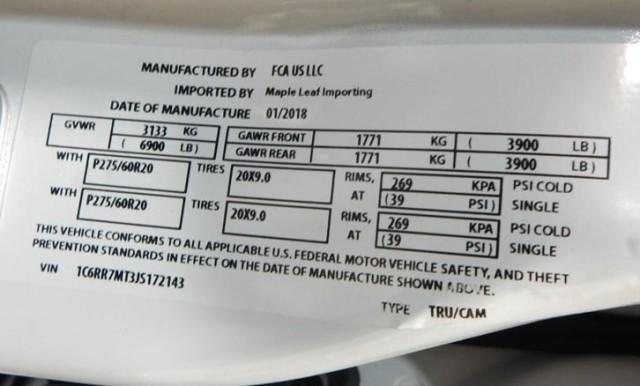 MANUFACTURED BY FCA US LLC
IMPORTED BY Maple Leaf Importing
DATE OF MANUFACTURE 01/2018
GVWR 3133 KG GAWR FRONT 1771 KG ( 3900 LB )
( 6900 LB ) GAWR REAR 1771 KG ( 3900 LB )
WITH P275/60R20 TIRES 20X9.0 RIMS, 269 KPA PSI COLD
AT (39 PSI ) SINGLE
WITH P275/60R20 TIRES 20X9.0 RIMS, 269 KPA PSI COLD
AT (39 PSI ) SINGLE
THIS VEHICLE CONFORMS TO ALL APPLICABLE U.S. FEDERAL MOTOR VEHICLE SAFETY, AND THEFT
PREVENTION STANDARDS IN EFFECT ON THE DATE OF MANUFACTURE SHOWN ABOVE.
VIN 1C6RR7MT3JS172143
TYPE TRU/CAM